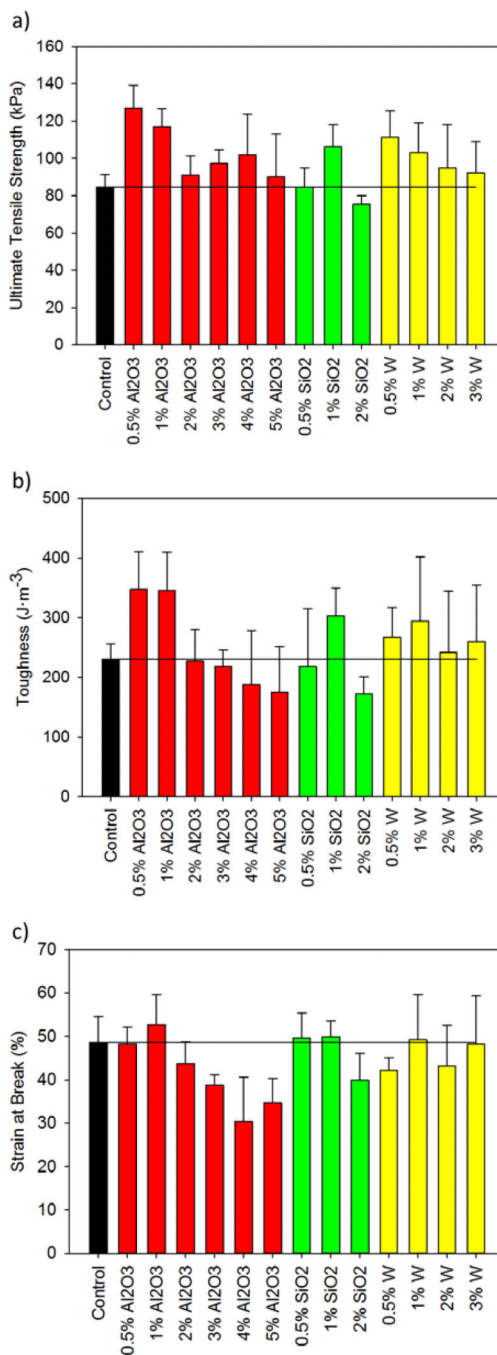 a)
Ultimate Tensile Strength (kPa)
160
140
120
100
80
60
40
20
0
Control
0.5% Al2O3
1% Al2O3
2% Al2O3
3% Al2O3
4% Al2O3
5% Al2O3
0.5% SiO2
1% SiO2
2% SiO2
0.5% W
1% W
2% W
3% W
b)
Toughness (J·m⁻³)
500
400
300
200
100
0
Control
0.5% Al2O3
1% Al2O3
2% Al2O3
3% Al2O3
4% Al2O3
5% Al2O3
0.5% SiO2
1% SiO2
2% SiO2
0.5% W
1% W
2% W
3% W
c)
Strain at Break (%)
70
60
50
40
30
20
10
0
Control
0.5% Al2O3
1% Al2O3
2% Al2O3
3% Al2O3
4% Al2O3
5% Al2O3
0.5% SiO2
1% SiO2
2% SiO2
0.5% W
1% W
2% W
3% W